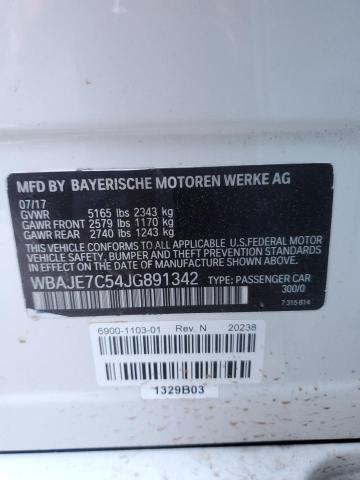 MFD BY BAYERISCHE MOTOREN WERKE AG
07/17
GVWR 5165 lbs 2343 kg
GAWR FRONT 2579 lbs 1170 kg
GAWR REAR 2740 lbs 1243 kg
THIS VEHICLE CONFORMS TO ALL APPLICABLE U.S.FEDERAL MOTOR
VEHICLE SAFETY, BUMPER, AND THEFT PREVENTION STANDARDS
IN EFFECT ON THE DATE OF MANUFACTURE SHOWN ABOVE.
WBAJE7C54JG891342 TYPE: PASSENGER CAR
300/0
7 315 614
6900-1103-01 Rev. N 20238
1329B03